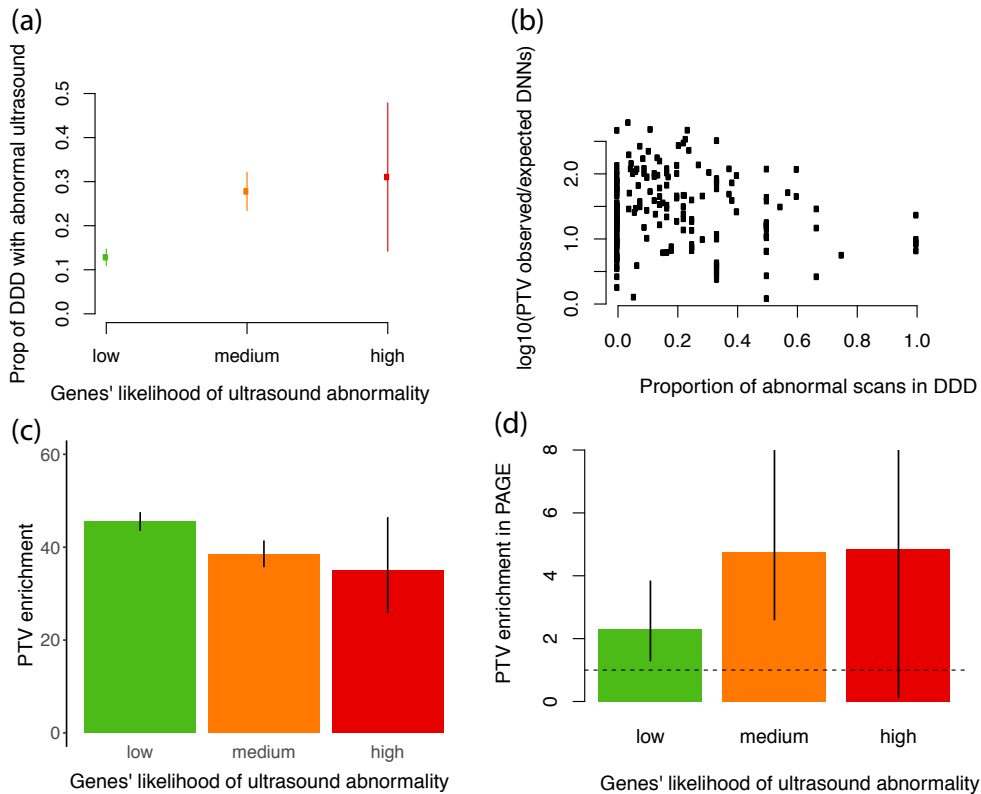 (a)
Prop of DDD with abnormal ultrasound
0.5
0.4
0.3
0.2
0.1
0.0
low medium high
Genes' likelihood of ultrasound abnormality
(b)
log10(PTV observed/expected DNNs)
2.0
1.0
0.0
0.0 0.2 0.4 0.6 0.8 1.0
Proportion of abnormal scans in DDD
(c)
PTV enrichment
60
40
20
0
low medium high
Genes' likelihood of ultrasound abnormality
(d)
PTV enrichment in PAGE
8
6
4
2
0
low medium high
Genes' likelihood of ultrasound abnormality